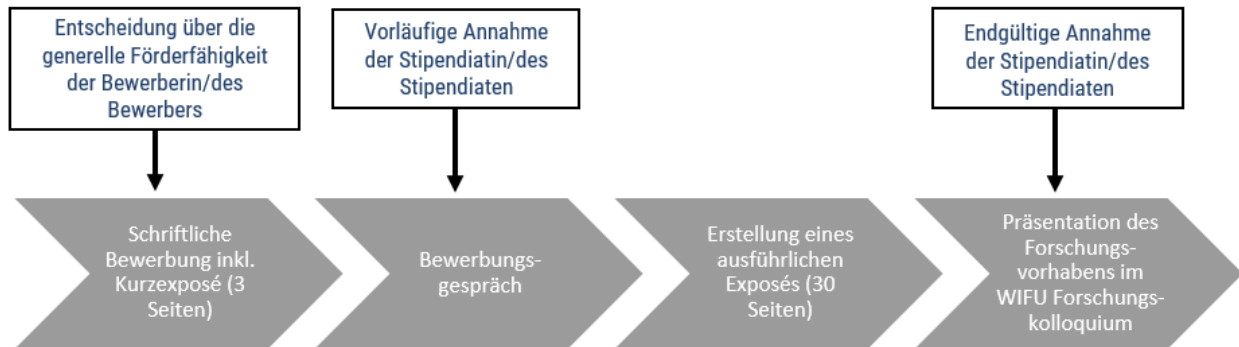 Entscheidung über die
generelle Förderfähigkeit
der Bewerberin/des
Bewerbers
Vorläufige Annahme
der Stipendiatin/des
Stipendiaten
Endgültige Annahme
der Stipendiatin/des
Stipendiaten
Schriftliche
Bewerbung inkl.
Kurzexposé (3
Seiten)
Bewerbungs-
gespräch
Erstellung eines
ausführlichen
Exposés (30
Seiten)
Präsentation des
Forschungs-
vorhabens im
WIFU Forschungs-
kolloquium